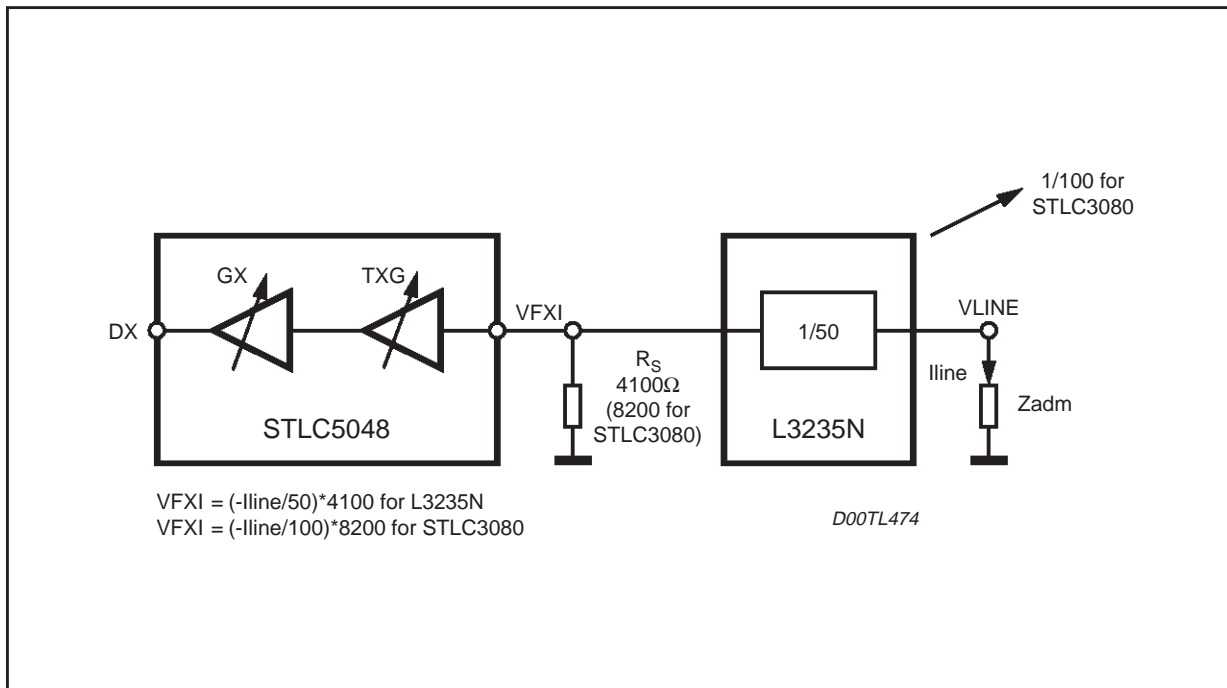 1/100 for
STLC3080
GX
TXG
DX
VFXI
VLINE
1/50
Iline
RS
4100Ω
(8200 for
STLC3080)
Zadm
STLC5048
L3235N
VFXI = (-Iline/50)*4100 for L3235N
VFXI = (-Iline/100)*8200 for STLC3080
D00TL474